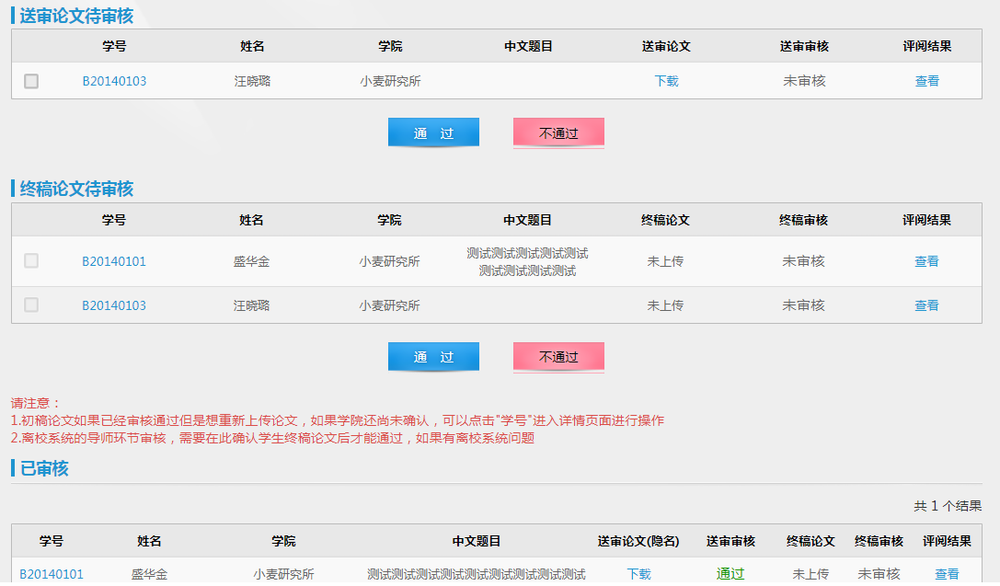 送审论文待审核
学号 姓名 学院 中文题目 送审论文 送审审核 评阅结果
B20140103 汪晓璐 小麦研究所 下载 未审核 查看
通 过 不通过
终稿论文待审核
学号 姓名 学院 中文题目 终稿论文 终稿审核 评阅结果
B20140101 盛华金 小麦研究所 测试测试测试测试测试 未上传 未审核 查看
测试测试测试测试
B20140103 汪晓璐 小麦研究所 未上传 未审核 查看
通 过 不通过
请注意：
1.初稿论文如果已经审核通过但是想重新上传论文，如果学院还尚未确认，可以点击"学号"进入详情页面进行操作
2.离校系统的导师环节审核，需要在此确认学生终稿论文后才能通过，如果有离校系统问题
已审核
共 1 个结果
学号 姓名 学院 中文题目 送审论文(隐名) 送审审核 终稿论文 终稿审核 评阅结果
B20140101 盛华金 小麦研究所 测试测试测试测试测试测试测试测试测试 下载 通过 未上传 未审核 查看